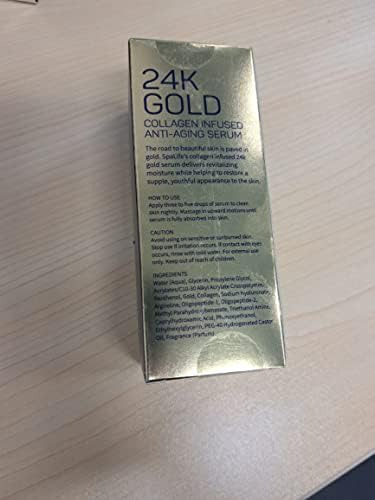 24K
GOLD
COLLAGEN INFUSED
ANTI-AGING SERUM
The road to beautiful skin is paved in
gold. SpaLife's collagen infused 24k
gold serum delivers revitalizing
moisture while helping to restore a
supple, youthful appearance to the skin.
HOW TO USE
Apply three to five drops of serum to clean
skin nightly. Massage in upward motions until
serum is fully absorbed into skin.
CAUTION
Avoid using on sensitive or sunburned skin.
Stop use if irritation occurs. If contact with eyes
occurs, rinse with cold water. For external use
only. Keep out of reach of children.
INGREDIENTS
Water (Aqua), Glycerin, Propylene Glycol,
Acrylates/C10-30 Alkyl Acrylate Crosspolymer,
Panthenol, Gold, Collagen, Sodium Hyaluronate,
Arginine, Oligopeptide-1, Oligopeptide-2,
Methyl Triethanol Amine,
Caprylhydroxamic Acid, Phenoxyethanol,
Ethylhexylglycerin, PEG-40 Hydrogenated Castor
Oil, Fragrance (Parfum)